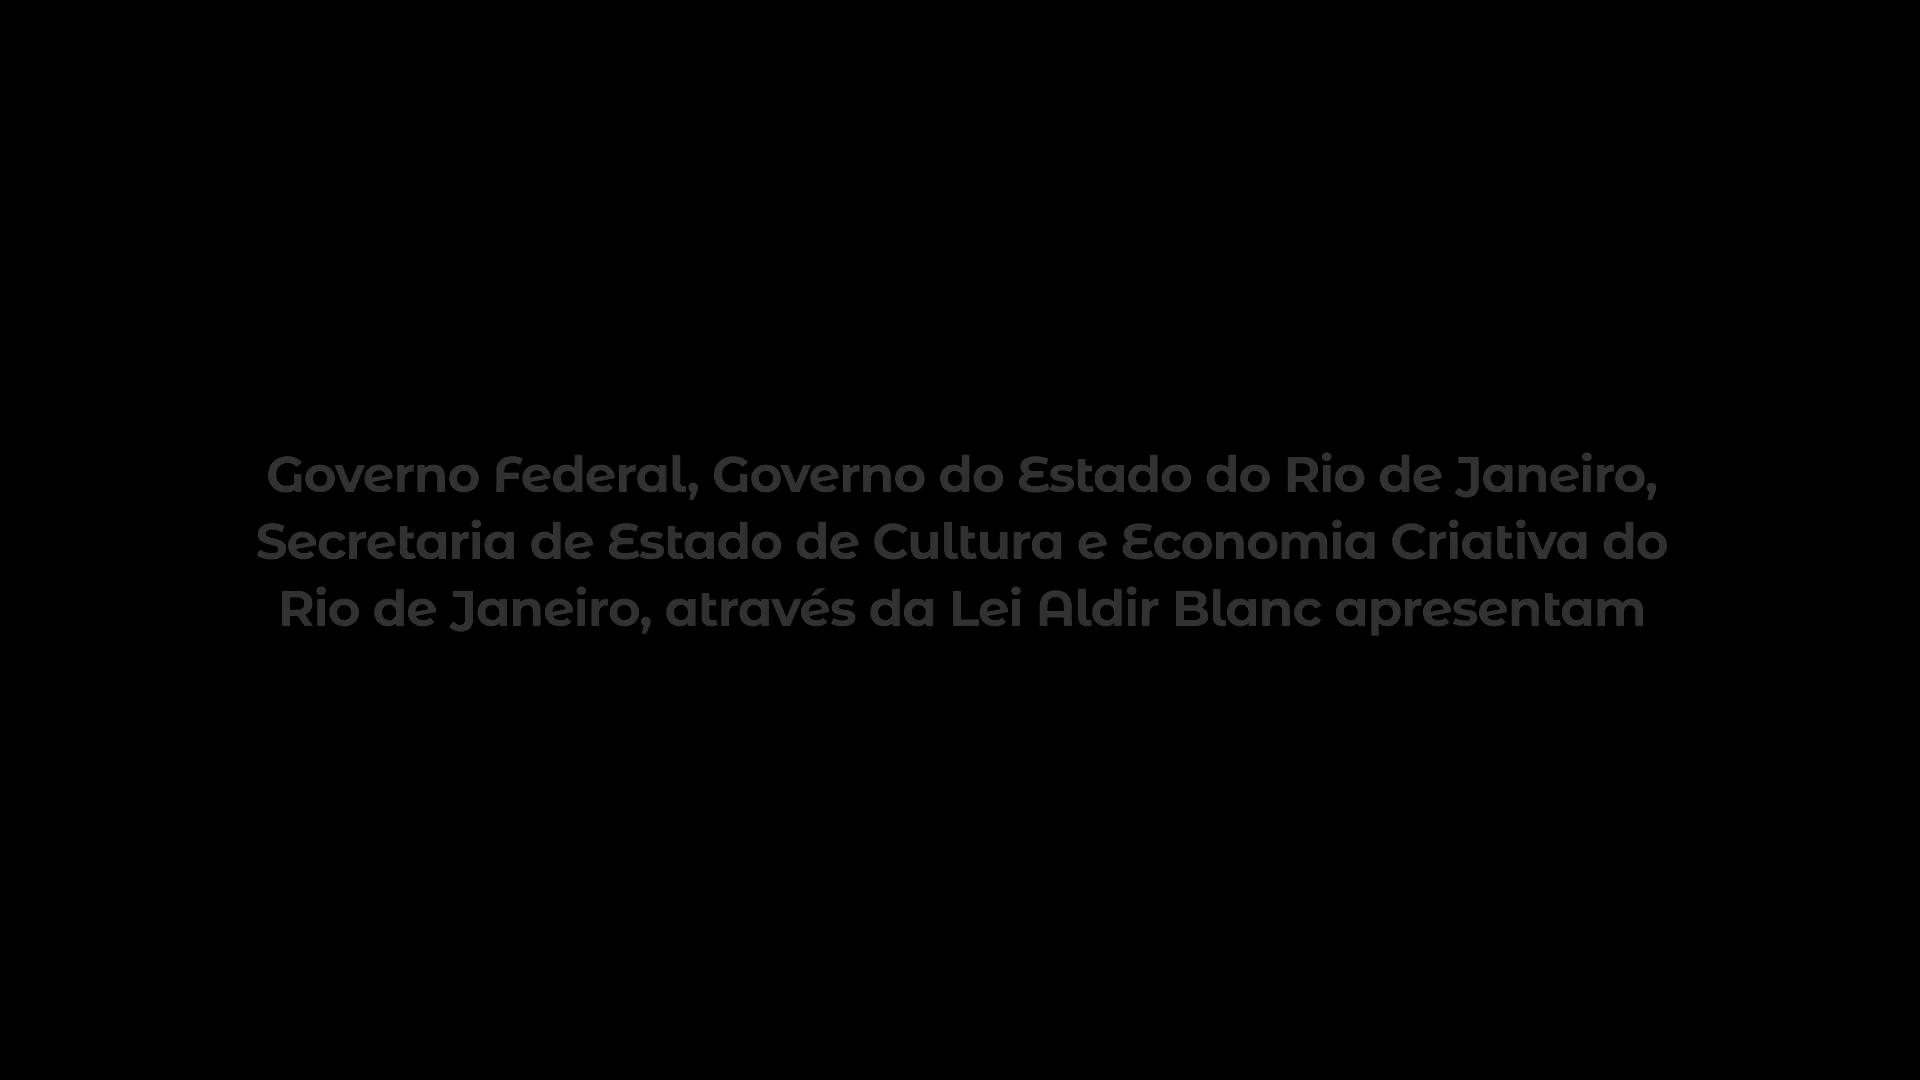 Governo Federal, Governo do Estado do Rio de Janeiro,
Secretaria de Estado de Cultura e Economia Criativa do
Rio de Janeiro, através da Lei Aldir Blanc apresentam